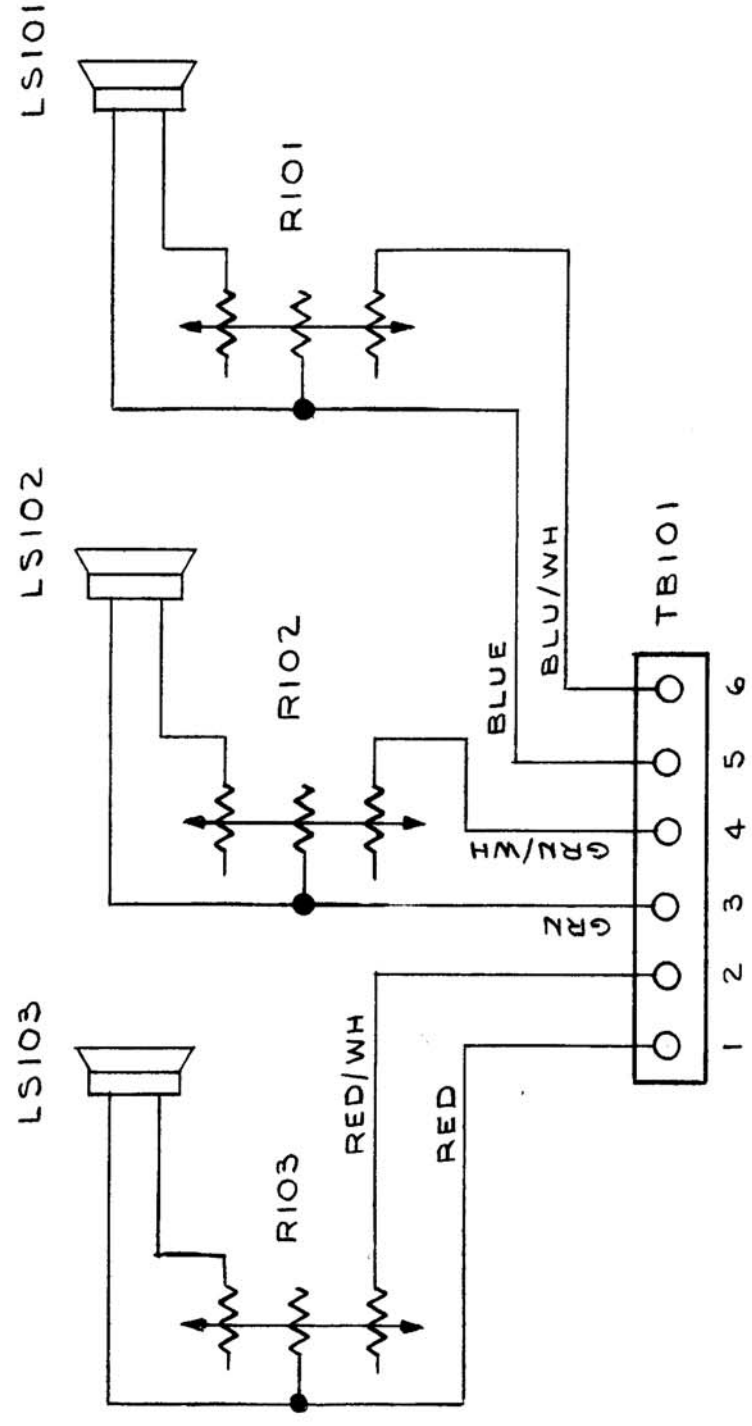 LS101
R101
LS102
R102
BLUE
BLU/WH
TB101
GRN/WH
GRN
LS103
R103
RED/WH
RED
6
5
4
3
2
1